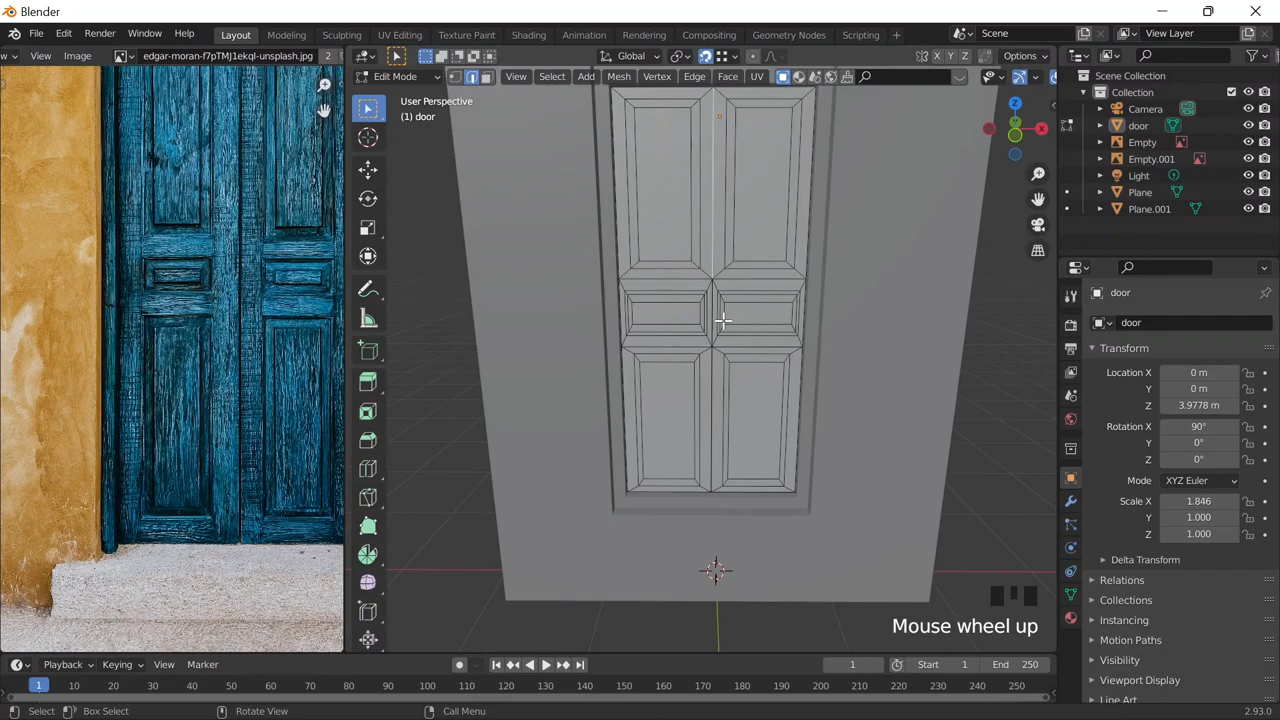 Blender
File Edit Render Window Help
Layout Modeling Sculpting UV Editing Texture Paint Shading Animation Rendering Compositing Geometry Nodes Scripting +
Scene
View Layer
View Image
edgar-moran-f7pTMJ1ekqI-unsplash.jpg 2
Global
X Y Z
Options
Edit Mode
View Select Add Mesh Vertex Edge Face UV
User Perspective
(1) door
Z
Y
X
Scene Collection
Collection
Camera
door
Empty
Empty.001
Light
Plane
Plane.001
door
door
Transform
Location X 0 m
Y 0 m
Z 3.9778 m
Rotation X 90°
Y 0°
Z 0°
Mode XYZ Euler
Scale X 1.846
Y 1.000
Z 1.000
Delta Transform
Relations
Collections
Instancing
Motion Paths
Visibility
Viewport Display
Line Art
Mouse wheel up
Playback Keying View Marker
1
Start 1
End 250
1 10 20 30 40 50 60 70 80 90 100 110 120 130 140 150 160 170 180 190 200 210 220 230 240 250
Select Box Select Rotate View Call Menu
2.93.0